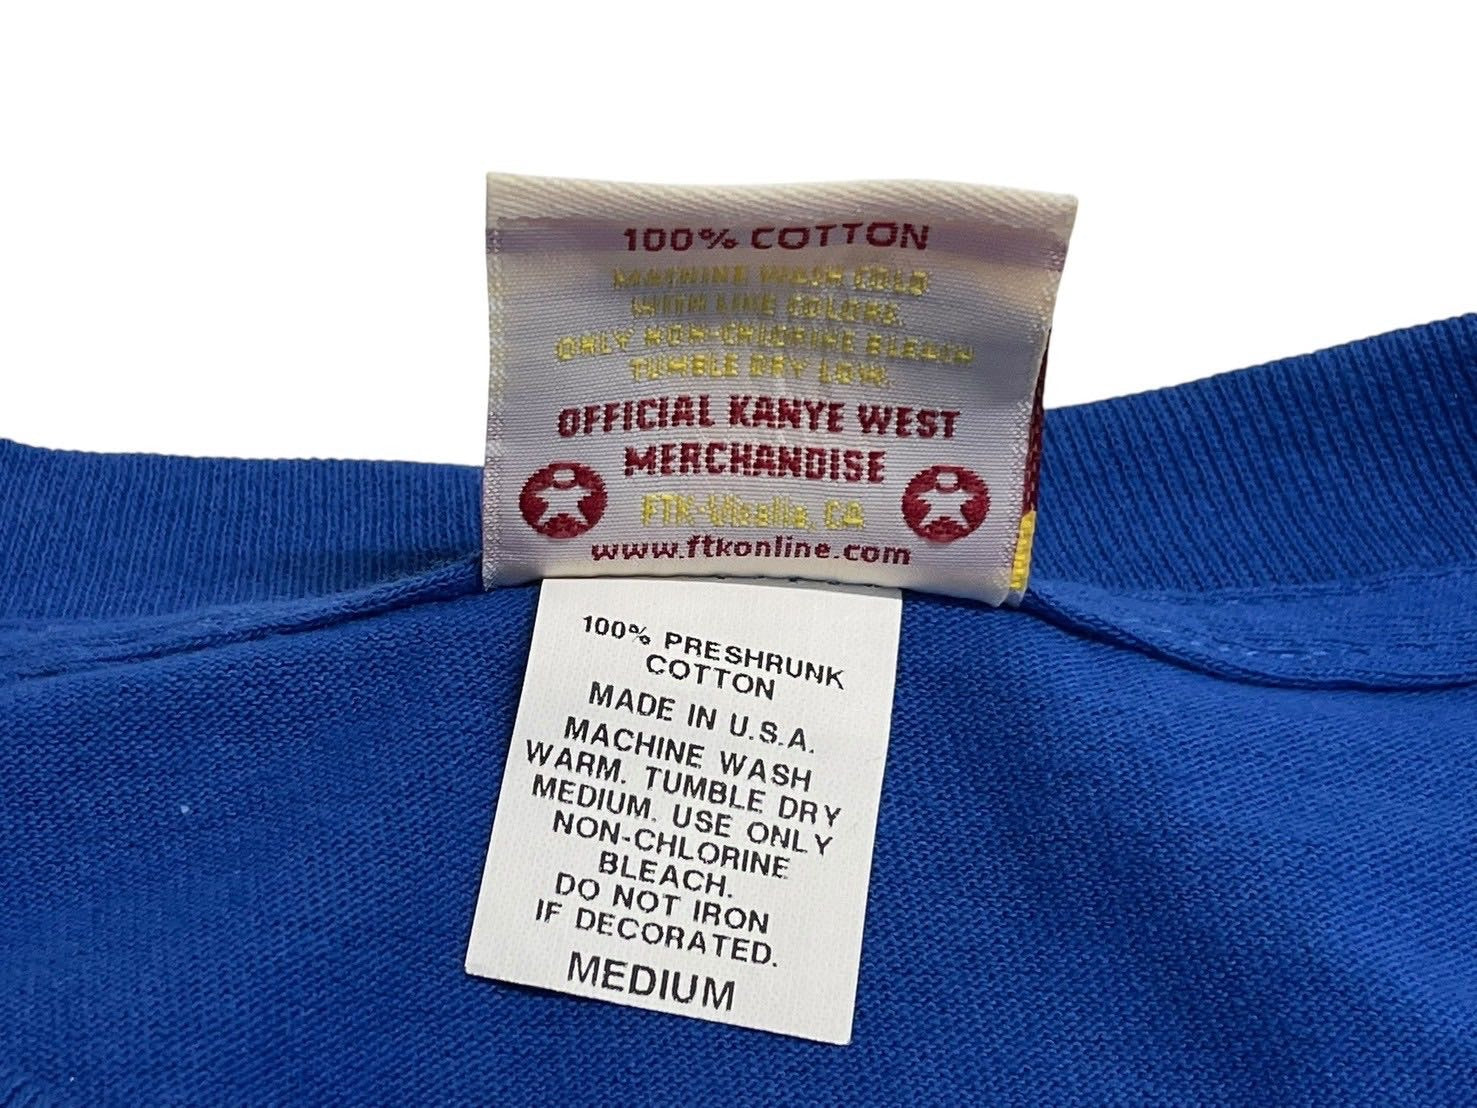 100% COTTON
MACHINE WASH COLD
WITH LIKE COLORS.
ONLY NON-CHLORINE BLEACH
TUMBLE DRY LOW.
OFFICIAL KANYE WEST
MERCHANDISE
FTK-Visalia, CA
www.ftkonline.com
100% PRESHRUNK
COTTON
MADE IN U.S.A.
MACHINE WASH
WARM. TUMBLE DRY
MEDIUM. USE ONLY
NON-CHLORINE
BLEACH.
DO NOT IRON
IF DECORATED.
MEDIUM